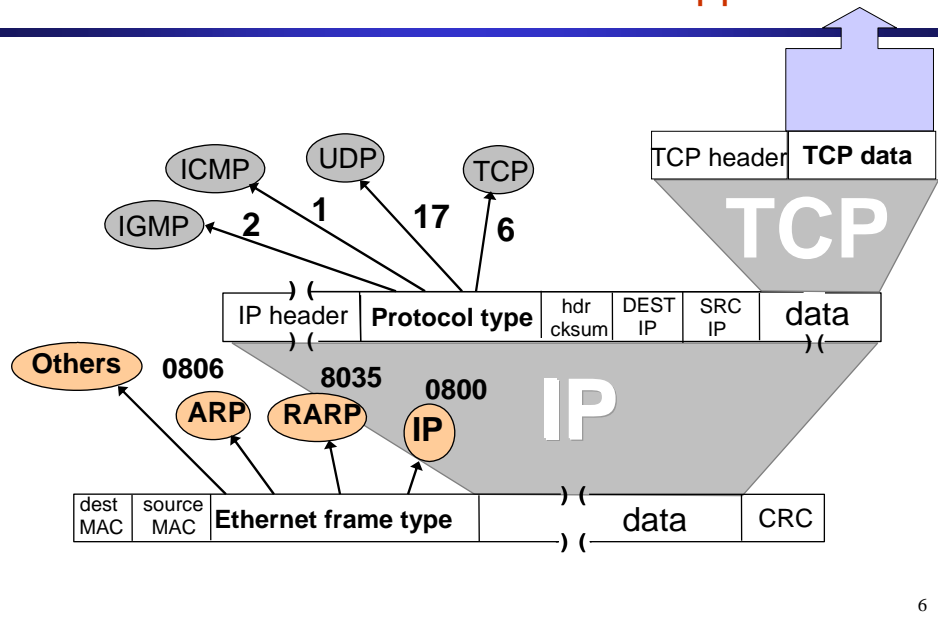 UDP
ICMP
TCP
IGMP
2
1
17
6
TCP header
TCP data
TCP
) (
IP header
Protocol type
hdr
cksum
DEST
IP
SRC
IP
data
) (
) (
Others
0806
8035
0800
ARP
RARP
IP
IP
dest
MAC
source
MAC
Ethernet frame type
) (
data
CRC
) (
6